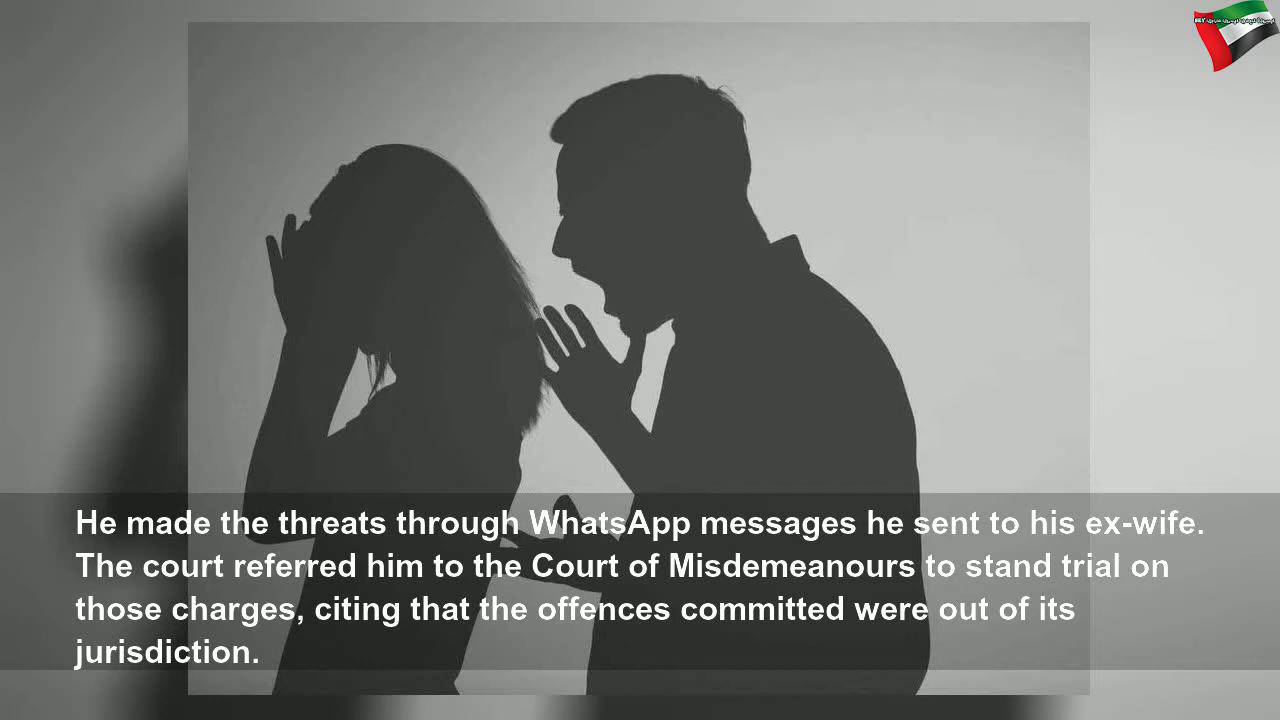 He made the threats through WhatsApp messages he sent to his ex-wife.
The court referred him to the Court of Misdemeanours to stand trial on
those charges, citing that the offences committed were out of its
jurisdiction.